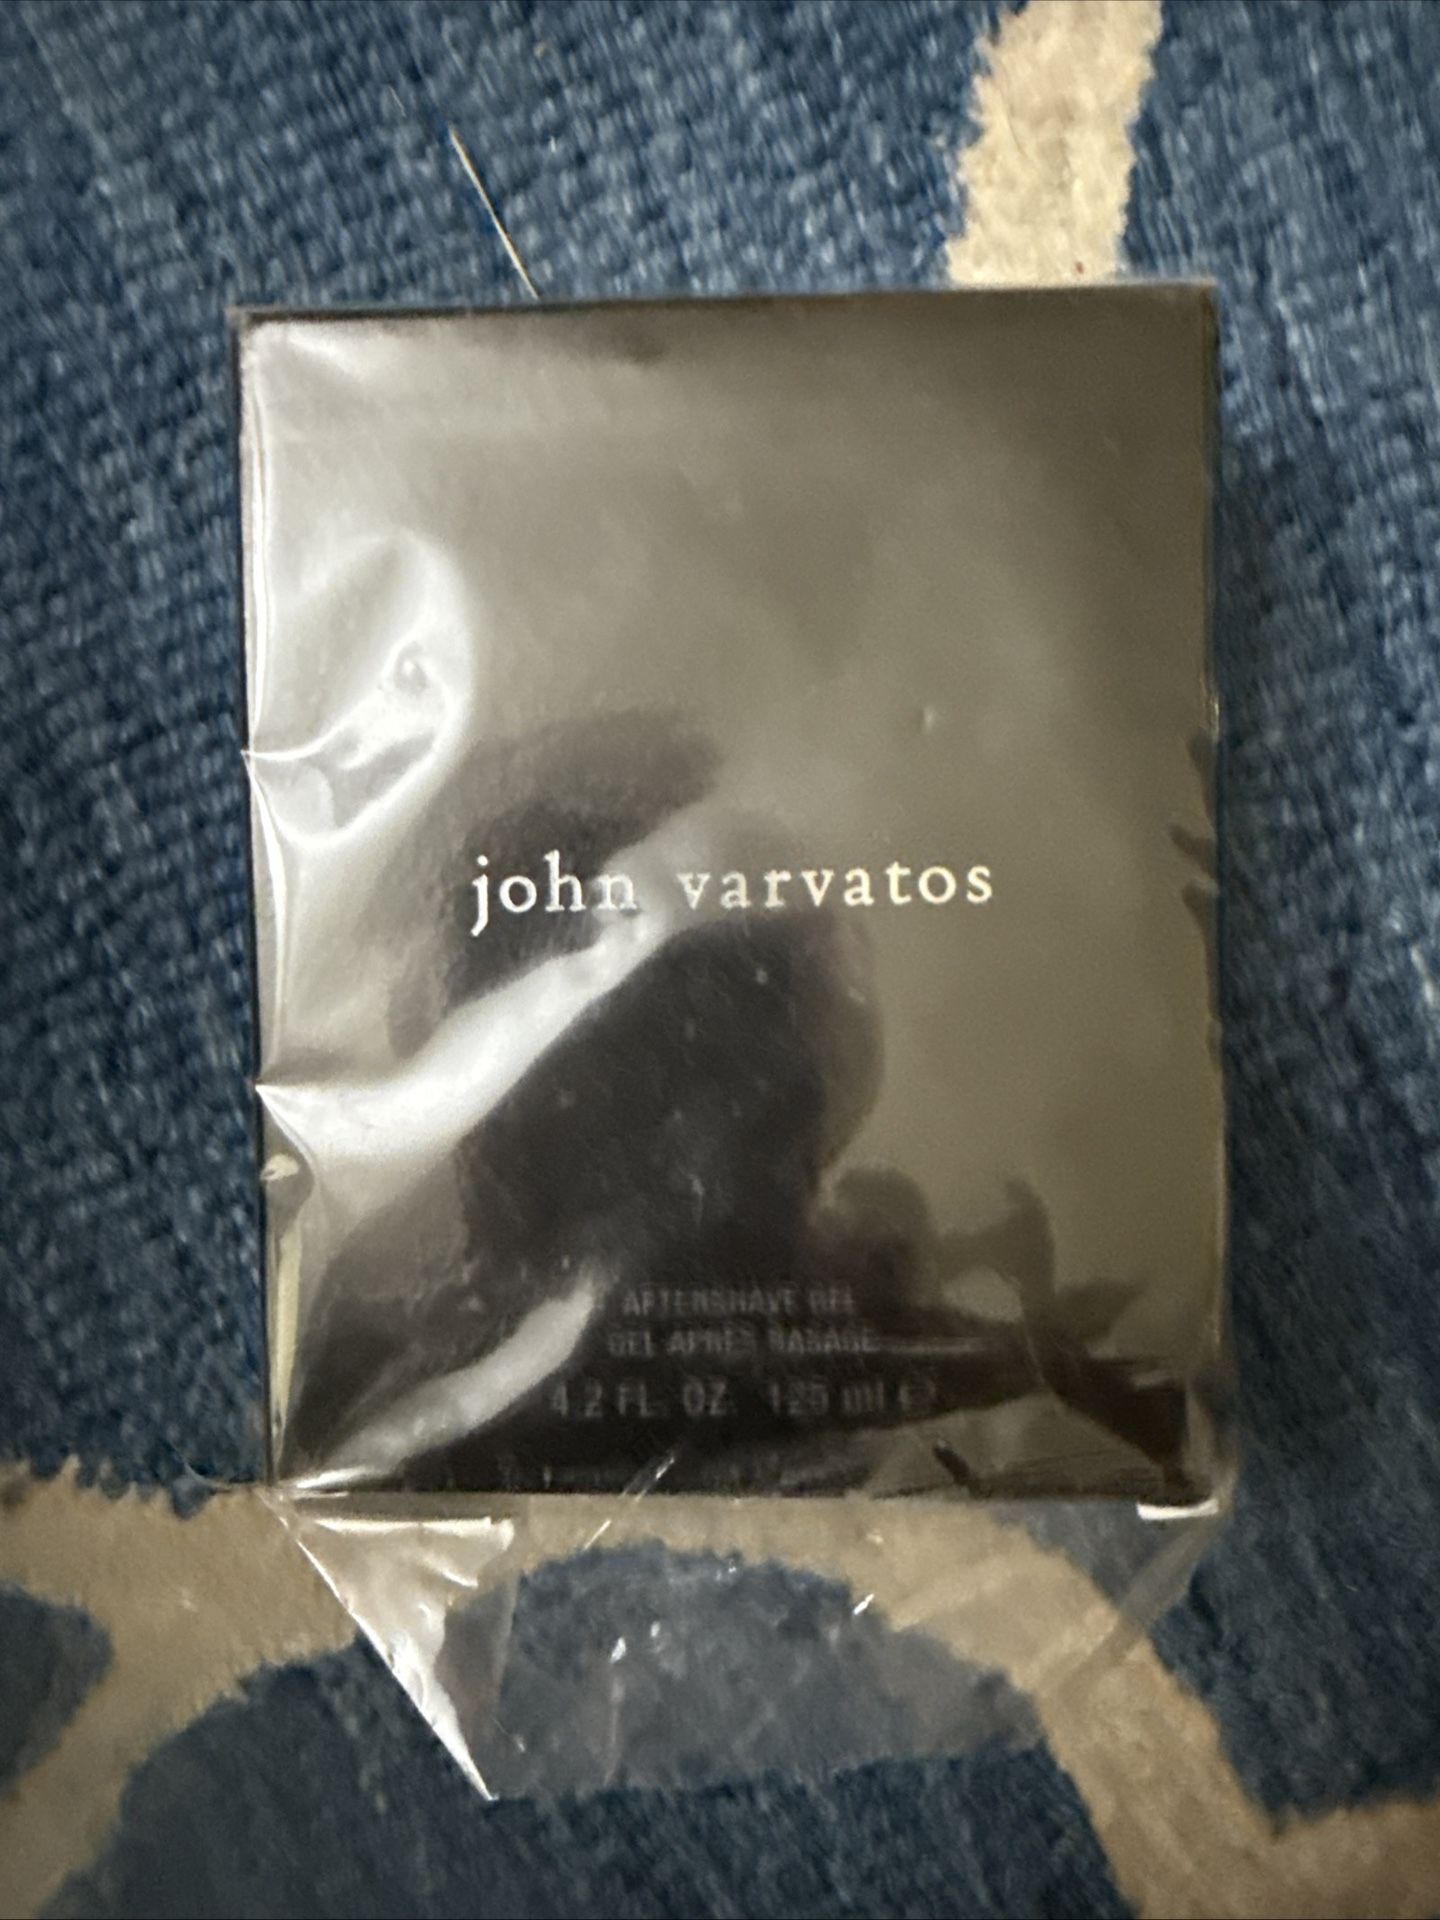 john varvatos
AFTERSHAVE GEL
GEL APRÈS RASAGE
4.2 FL. OZ. 125 ml ℮